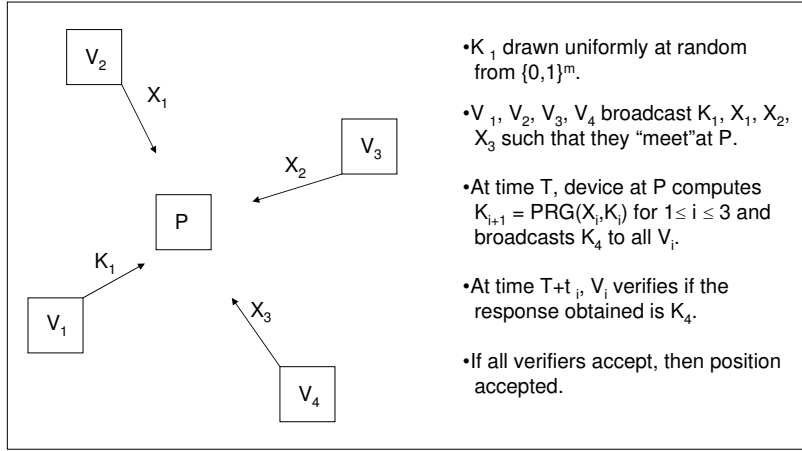 V2
X1
V3
X2
P
K1
V1
X3
V4
•K 1 drawn uniformly at random
from {0,1}m.
•V 1, V2, V3, V4 broadcast K1, X1, X2,
X3 such that they “meet”at P.
•At time T, device at P computes
Ki+1 = PRG(Xi,Ki) for 1≤ i ≤ 3 and
broadcasts K4 to all Vi.
•At time T+t i, Vi verifies if the
response obtained is K4.
•If all verifiers accept, then position
accepted.